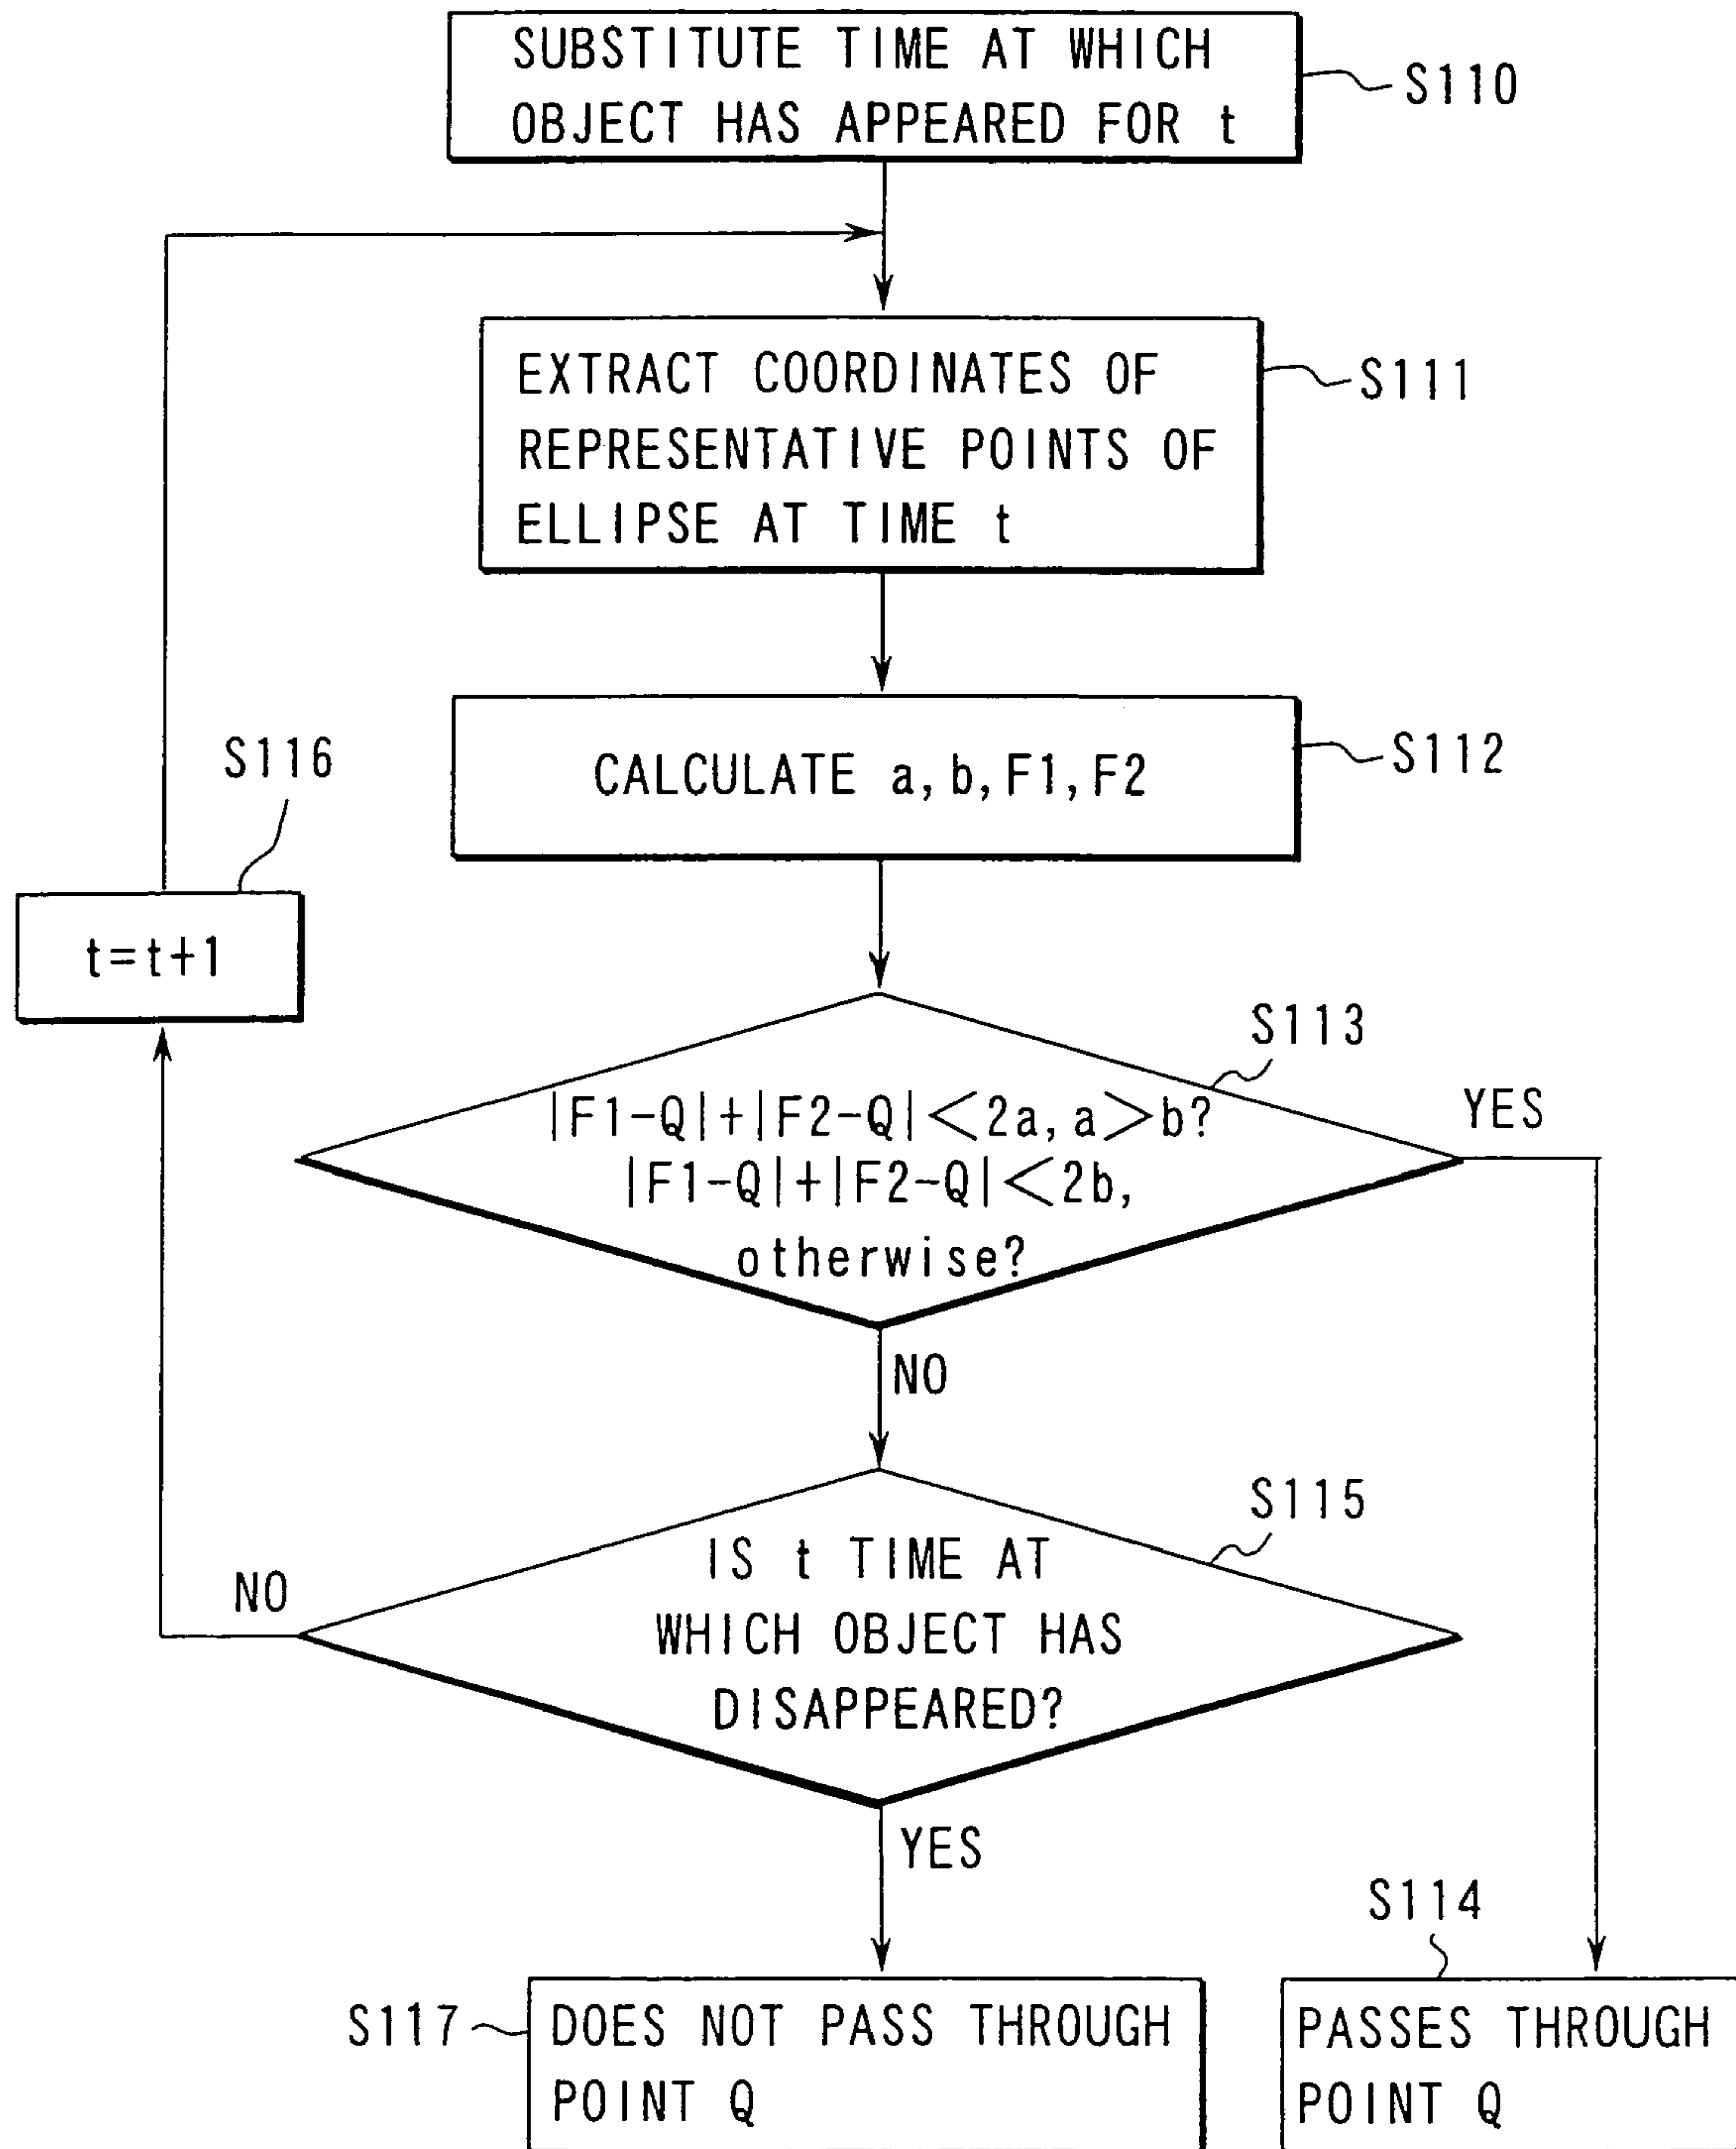 SUBSTITUTE TIME AT WHICH
OBJECT HAS APPEARED FOR t
S110
EXTRACT COORDINATES OF
REPRESENTATIVE POINTS OF
ELLIPSE AT TIME t
S111
CALCULATE a, b, F1, F2
S112
S116
t=t+1
S113
|F1-Q|+|F2-Q|<2a, a>b?
|F1-Q|+|F2-Q|<2b,
otherwise?
YES
NO
S115
IS t TIME AT
WHICH OBJECT HAS
DISAPPEARED?
NO
YES
S114
S117
DOES NOT PASS THROUGH
POINT Q
PASSES THROUGH
POINT Q